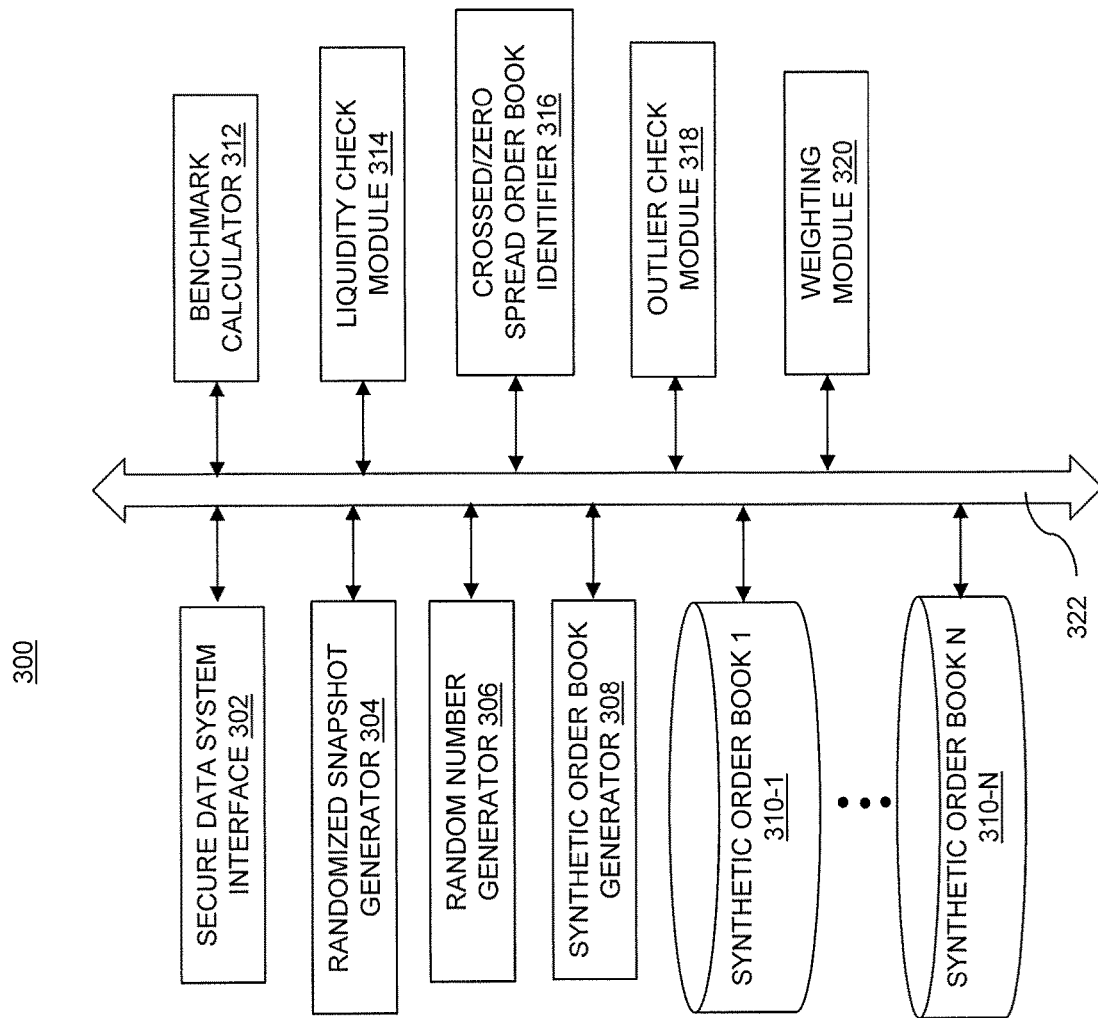 300
SECURE DATA SYSTEM
INTERFACE 302
RANDOMIZED SNAPSHOT
GENERATOR 304
RANDOM NUMBER
GENERATOR 306
SYNTHETIC ORDER BOOK
GENERATOR 308
SYNTHETIC ORDER BOOK 1
310-1
SYNTHETIC ORDER BOOK N
310-N
BENCHMARK
CALCULATOR 312
LIQUIDITY CHECK
MODULE 314
CROSSED/ZERO
SPREAD ORDER BOOK
IDENTIFIER 316
OUTLIER CHECK
MODULE 318
WEIGHTING
MODULE 320
322